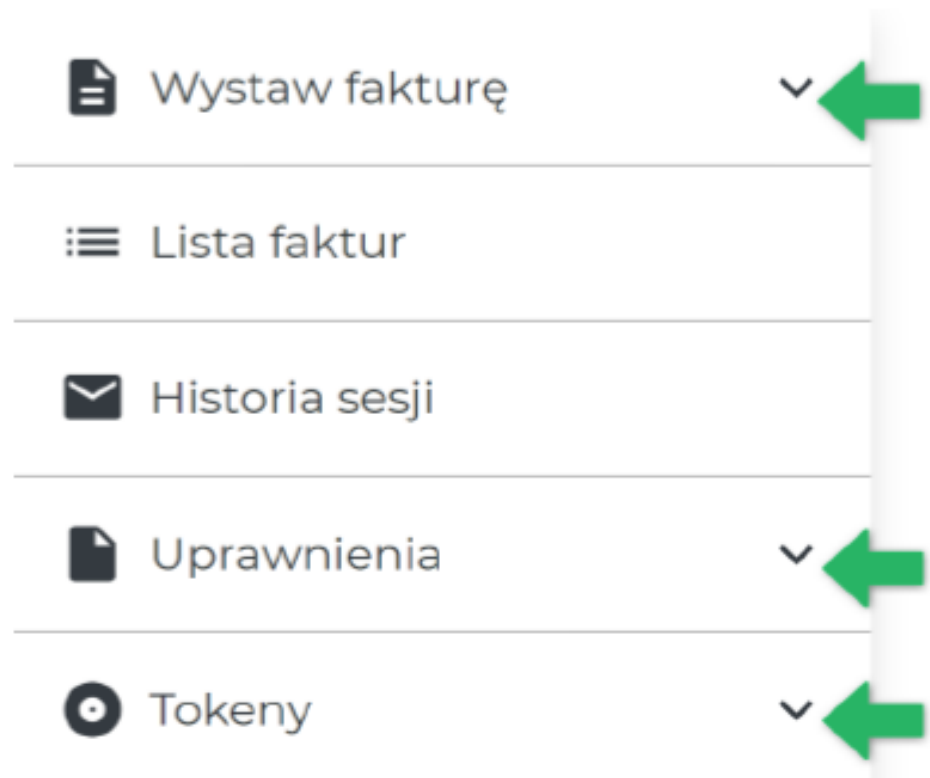 Wystaw fakturę
Lista faktur
Historia sesji
Uprawnienia
Tokeny